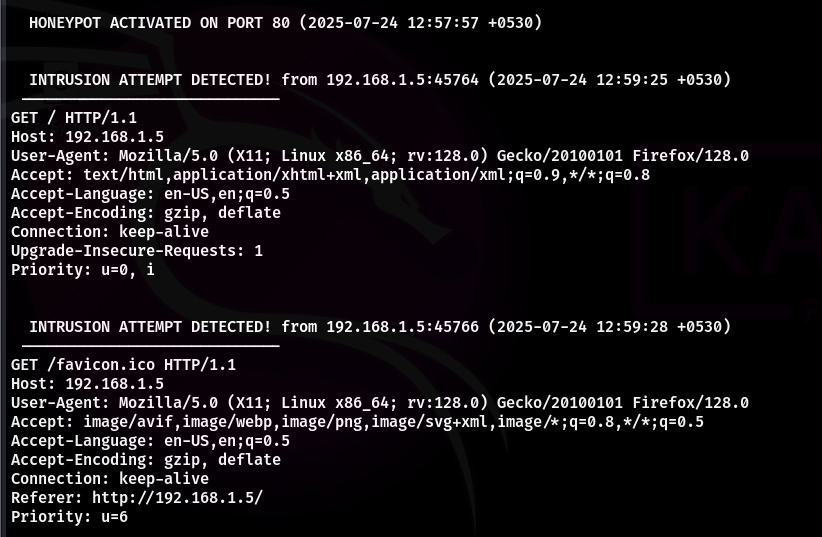 HONEYPOT ACTIVATED ON PORT 80 (2025-07-24 12:57:57 +0530)
INTRUSION ATTEMPT DETECTED! from 192.168.1.5:45764 (2025-07-24 12:59:25 +0530)
GET / HTTP/1.1
Host: 192.168.1.5
User-Agent: Mozilla/5.0 (X11; Linux x86_64; rv:128.0) Gecko/20100101 Firefox/128.0
Accept: text/html,application/xhtml+xml,application/xml;q=0.9,*/*;q=0.8
Accept-Language: en-US,en;q=0.5
Accept-Encoding: gzip, deflate
Connection: keep-alive
Upgrade-Insecure-Requests: 1
Priority: u=0, i
INTRUSION ATTEMPT DETECTED! from 192.168.1.5:45766 (2025-07-24 12:59:28 +0530)
GET /favicon.ico HTTP/1.1
Host: 192.168.1.5
User-Agent: Mozilla/5.0 (X11; Linux x86_64; rv:128.0) Gecko/20100101 Firefox/128.0
Accept: image/avif,image/webp,image/png,image/svg+xml,image/*;q=0.8,*/*;q=0.5
Accept-Language: en-US,en;q=0.5
Accept-Encoding: gzip, deflate
Connection: keep-alive
Referer: http://192.168.1.5/
Priority: u=6
KA